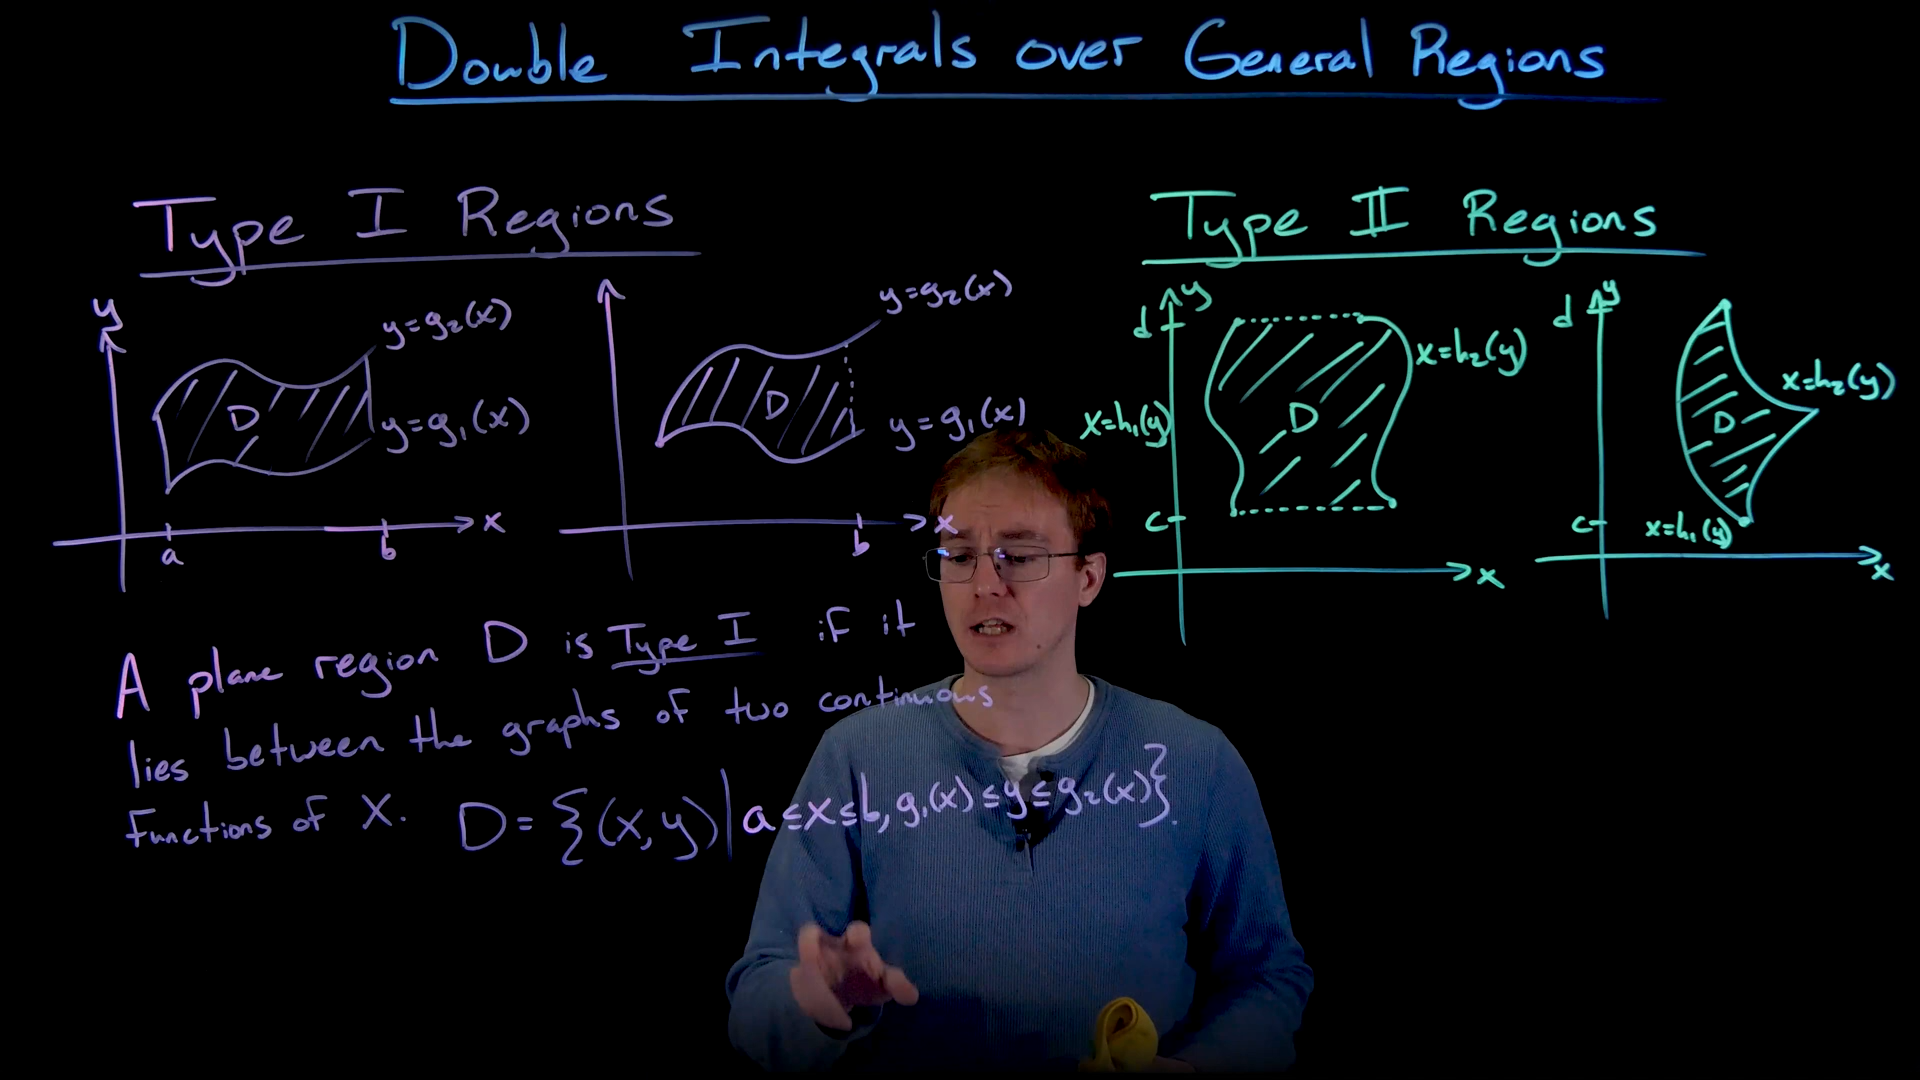 Double Integrals over General Regions
Type I Regions
y
y=g₂(x)
D
y=g₁(x)
x
a
b
y=g₂(x)
D
y=g₁(x)
x
b
A plane region D is Type I if it
lies between the graphs of two continuous
functions of x. D={(x,y)|a≤x≤b, g₁(x)≤y≤g₂(x)}.
Type II Regions
y
d
x=h₂(y)
x=h₁(y)
D
c
x
y
d
x=h₂(y)
D
c
x=h₁(y)
x